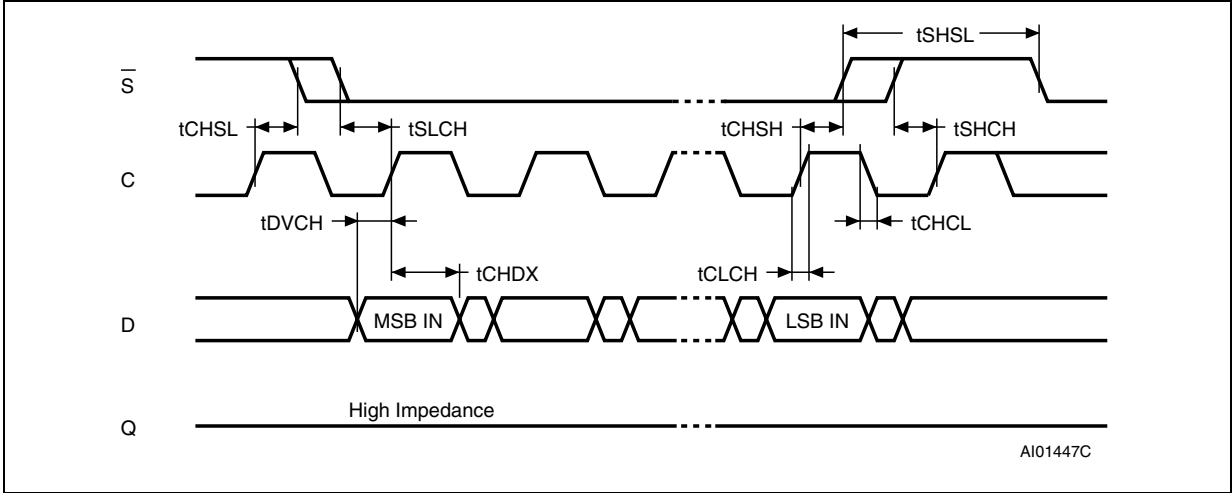 tSHSL
S
tCHSL
tSLCH
tCHSH
tSHCH
C
tDVCH
tCHCL
tCHDX
tCLCH
D
MSB IN
LSB IN
High Impedance
Q
AI01447C